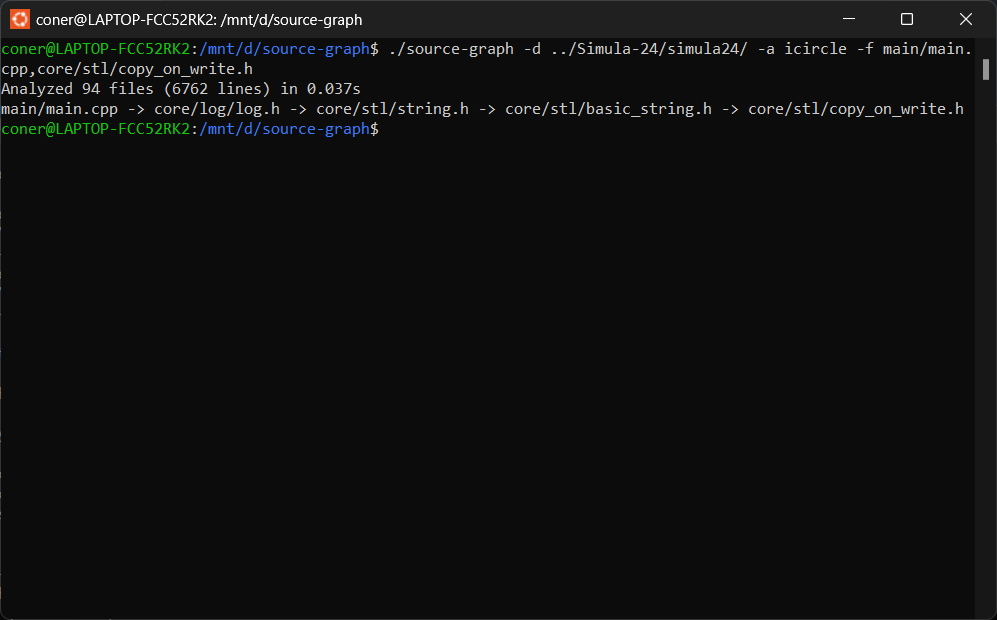 coner@LAPTOP-FCC52RK2: /mnt/d/source-graph
coner@LAPTOP-FCC52RK2:/mnt/d/source-graph$ ./source-graph -d ../Simula-24/simula24/ -a icircle -f main/main.
cpp,core/stl/copy_on_write.h
Analyzed 94 files (6762 lines) in 0.037s
main/main.cpp -> core/log/log.h -> core/stl/string.h -> core/stl/basic_string.h -> core/stl/copy_on_write.h
coner@LAPTOP-FCC52RK2:/mnt/d/source-graph$